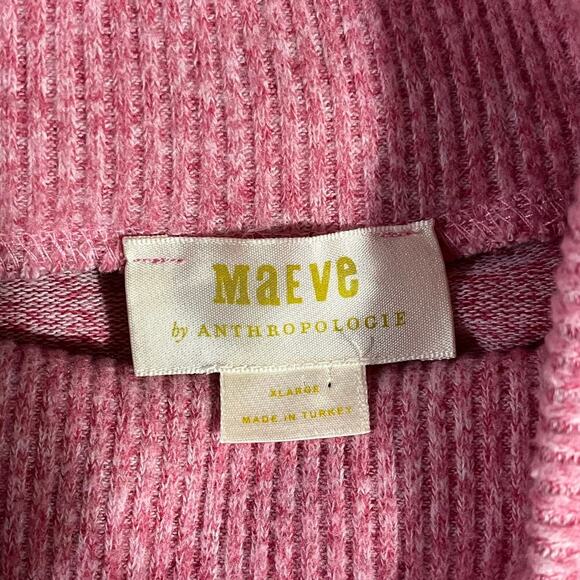 MaEVe
by ANTHROPOLOGIE
XLARGE
MADE IN TURKEY